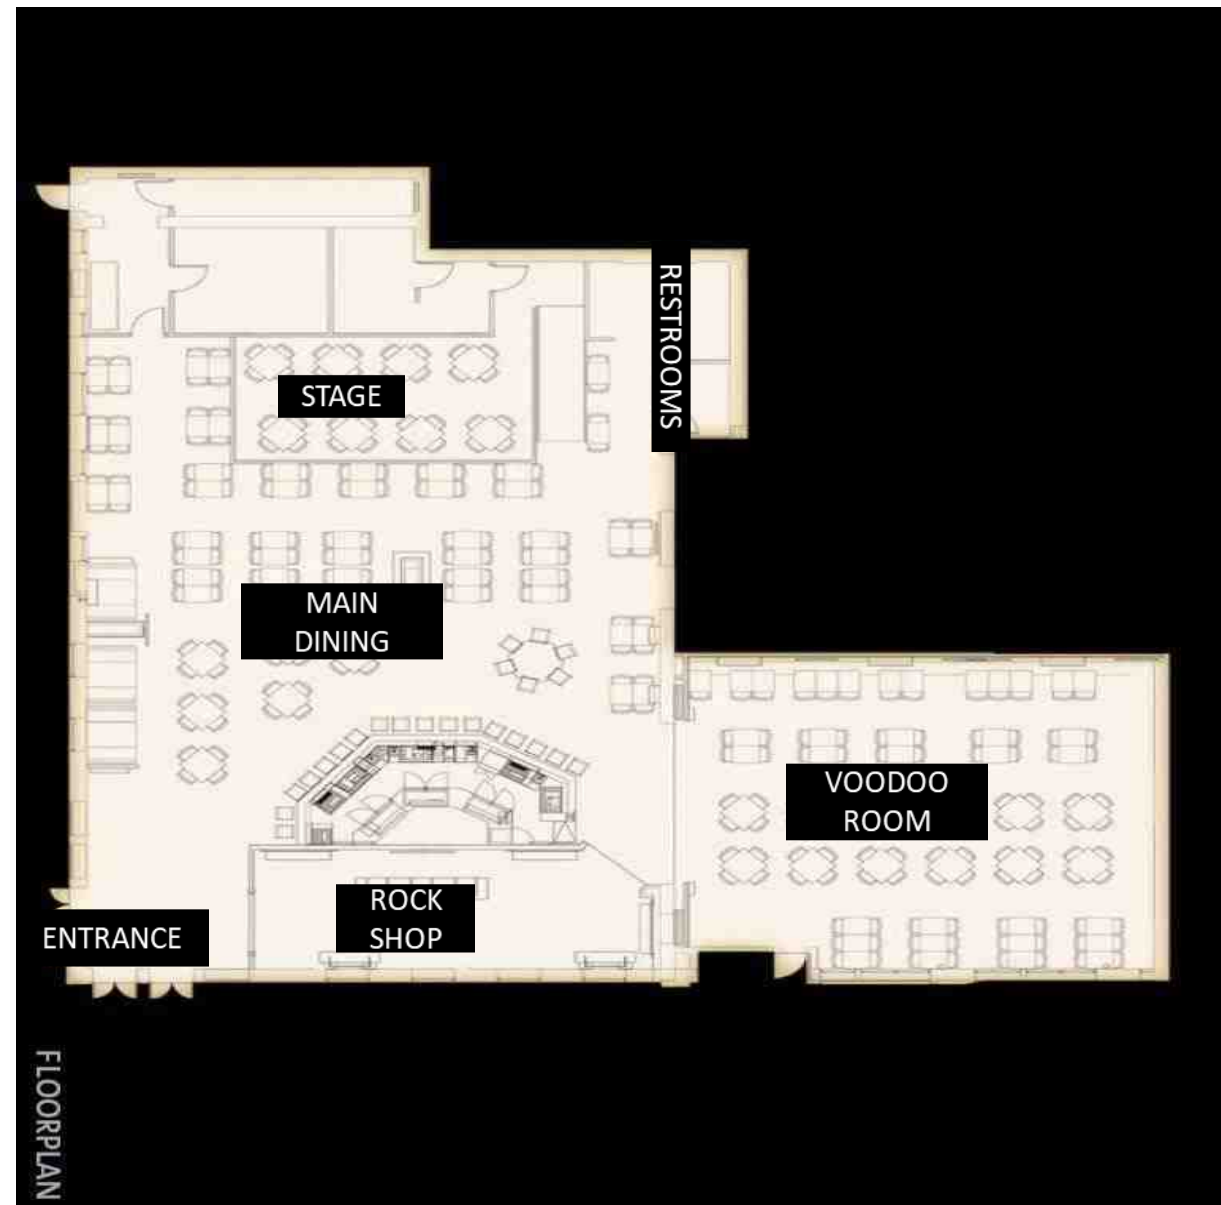 RESTROOMS
STAGE
MAIN
DINING
VOODOO
ROOM
ROCK
SHOP
ENTRANCE
FLOORPLAN